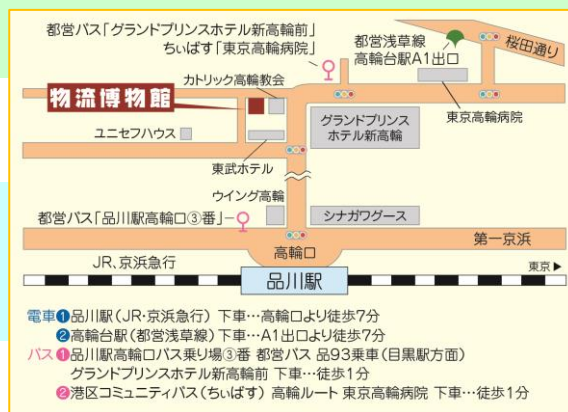 都営バス「グランドプリンスホテル新高輪前」
ちぃばす「東京高輪病院」
都営浅草線
高輪台駅A1出口
桜田通り
カトリック高輪教会
物流博物館
グランドプリンス
ホテル新高輪
東京高輪病院
ユニセフハウス
東武ホテル
ウイング高輪
都営バス「品川駅高輪口③番」
シナガワグース
第一京浜
高輪口
JR、京浜急行
東京▶
品川駅
電車❶品川駅(JR・京浜急行)下車…高輪口より徒歩7分
❷高輪台駅(都営浅草線)下車…A1出口より徒歩7分
バス❶品川駅高輪口バス乗り場③番 都営バス 品93乗車(目黒駅方面)
グランドプリンスホテル新高輪前 下車…徒歩1分
❷港区コミュニティバス(ちぃばす) 高輪ルート 東京高輪病院 下車…徒歩1分